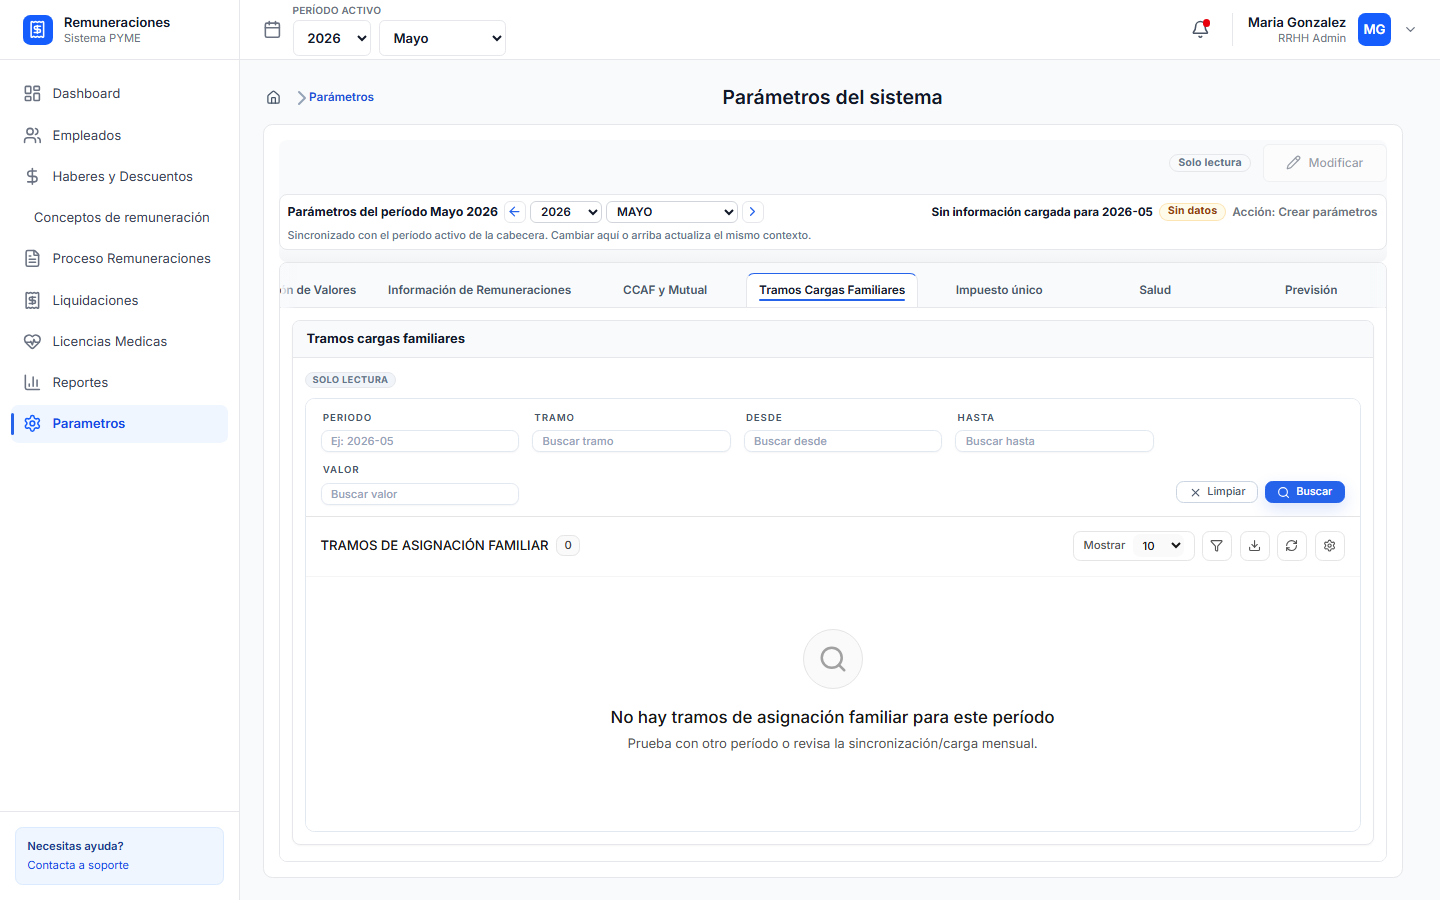 Remuneraciones
Sistema PYME
PERÍODO ACTIVO
2026
Mayo
Maria Gonzalez
RRHH Admin
MG
Dashboard
Empleados
Haberes y Descuentos
Conceptos de remuneración
Proceso Remuneraciones
Liquidaciones
Licencias Medicas
Reportes
Parametros
Necesitas ayuda?
Contacta a soporte
Parámetros
Parámetros del sistema
Solo lectura
Modificar
Parámetros del período Mayo 2026
2026
MAYO
Sin información cargada para 2026-05
Sin datos
Acción: Crear parámetros
Sincronizado con el período activo de la cabecera. Cambiar aquí o arriba actualiza el mismo contexto.
ón de Valores
Información de Remuneraciones
CCAF y Mutual
Tramos Cargas Familiares
Impuesto único
Salud
Previsión
Tramos cargas familiares
SOLO LECTURA
PERIODO
TRAMO
DESDE
HASTA
Ej: 2026-05
Buscar tramo
Buscar desde
Buscar hasta
VALOR
Buscar valor
Limpiar
Buscar
TRAMOS DE ASIGNACIÓN FAMILIAR
0
Mostrar
10
No hay tramos de asignación familiar para este período
Prueba con otro período o revisa la sincronización/carga mensual.